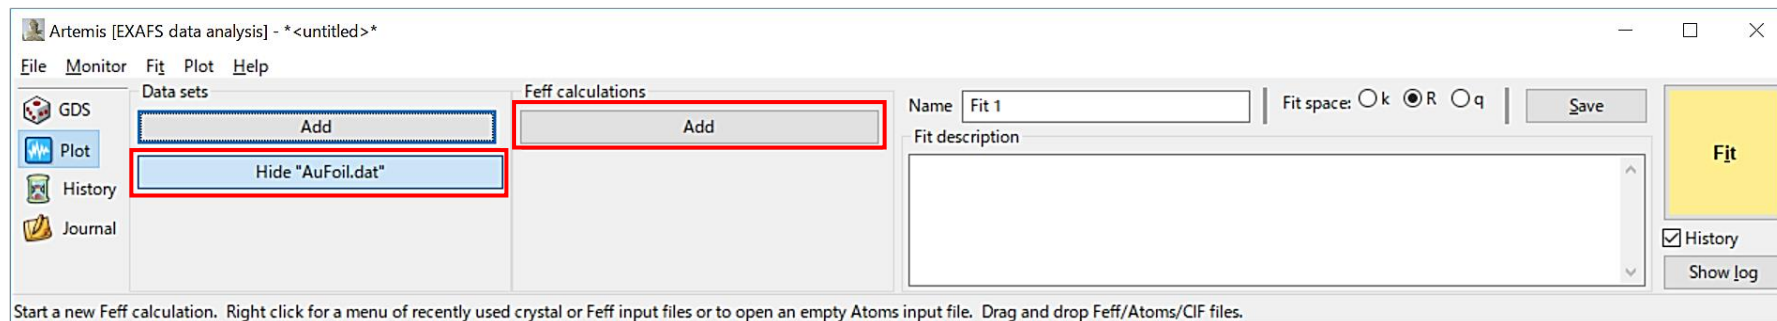 Artemis [EXAFS data analysis] - *<untitled>*
File Monitor Fit Plot Help
GDS
Plot
History
Journal
Data sets
Add
Hide "AuFoil.dat"
Feff calculations
Add
Name Fit 1
Fit space: k R q
Save
Fit description
Fit
History
Show log
Start a new Feff calculation. Right click for a menu of recently used crystal or Feff input files or to open an empty Atoms input file. Drag and drop Feff/Atoms/CIF files.